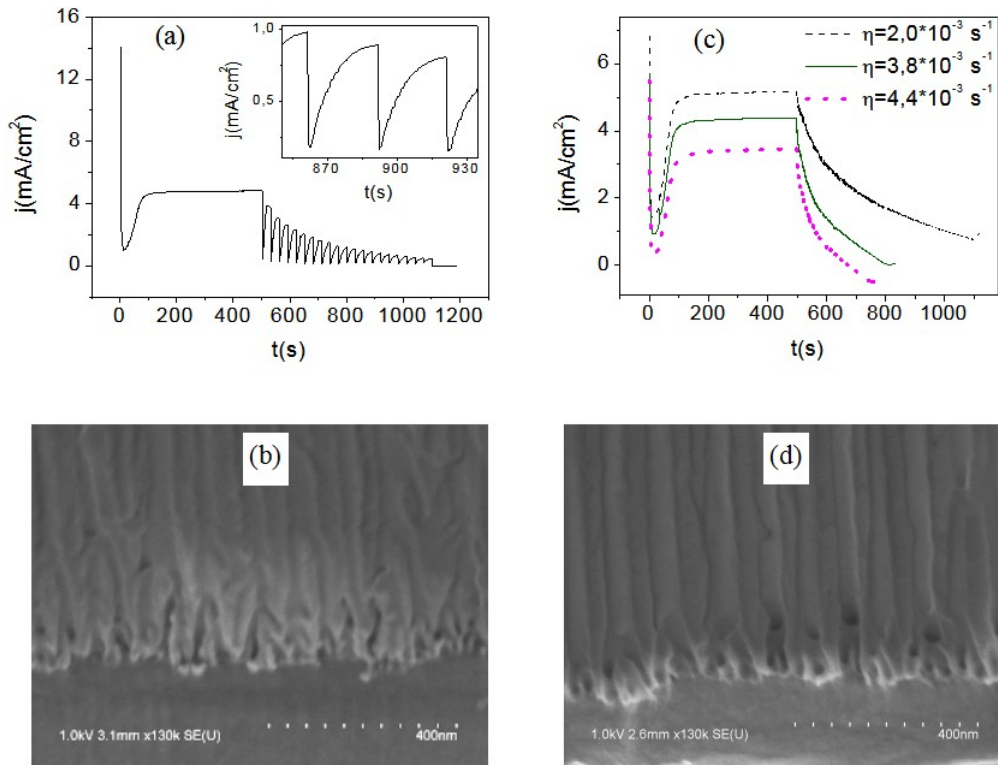 (a)
16
12
8
4
0
j(mA/cm²)
0 200 400 600 800 1000 1200
t(s)
1,0
0,5
j(mA/cm²)
870 900 930
t(s)
(c)
η=2,0*10⁻³ s⁻¹
η=3,8*10⁻³ s⁻¹
η=4,4*10⁻³ s⁻¹
6
4
2
0
j(mA/cm²)
0 200 400 600 800 1000
t(s)
(b)
1.0kV 3.1mm x130k SE(U) 400nm
(d)
1.0kV 2.6mm x130k SE(U) 400nm